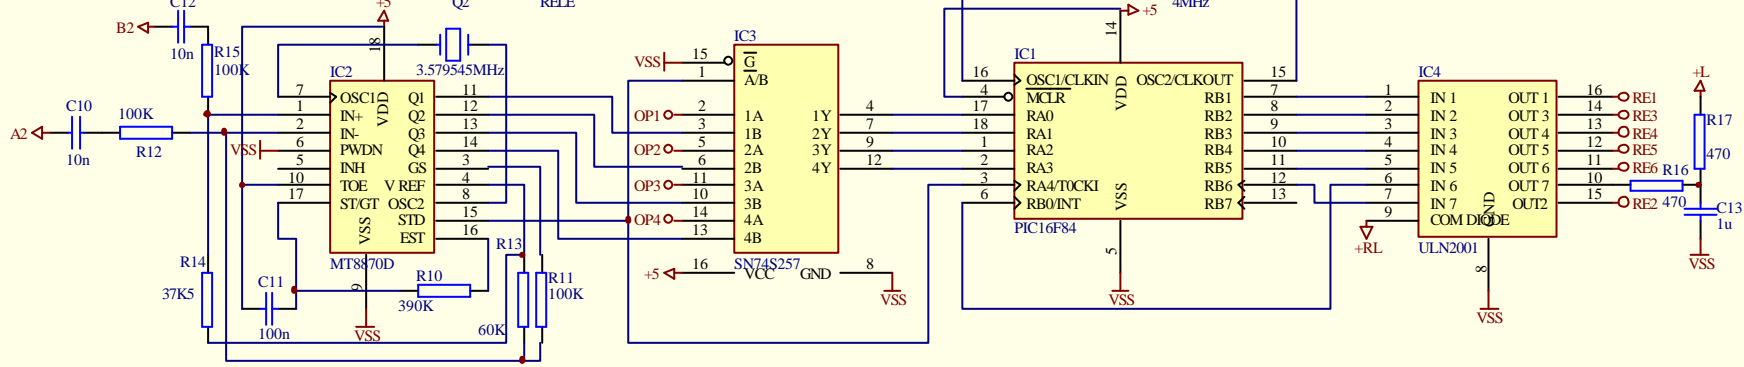 C12
+5
Q2
RELE
4MHz
B2
10n
R15
100K
18
3.579545MHz
VSS
15
IC3
G
1
A/B
+5
14
IC1
IC2
7
OSC1
VDD
Q1
11
1
IN+
Q2
12
2
IN-
Q3
13
6
PWDN
Q4
14
5
INH
GS
3
10
TOE
V REF
4
17
ST/GT
OSC2
8
VSS
STD
15
EST
16
MT8870D
9
VSS
VSS
A2
C10
10n
100K
R12
OP1
2
1A
1Y
4
3
1B
2Y
7
OP2
5
2A
3Y
9
6
2B
4Y
12
OP3
11
3A
10
3B
OP4
14
4A
13
4B
SN74S257
+5
16
VCC
GND
8
VSS
16
OSC1/CLKIN
OSC2/CLKOUT
15
4
MCLR
VDD
RB1
7
17
RA0
RB2
8
18
RA1
RB3
9
1
RA2
RB4
10
2
RA3
RB5
11
3
RA4/T0CKI
VSS
RB6
12
6
RB0/INT
RB7
13
PIC16F84
5
VSS
IC4
1
IN 1
OUT 1
16
RE1
2
IN 2
OUT 3
14
RE3
3
IN 3
OUT 4
13
RE4
4
IN 4
OUT 5
12
RE5
5
IN 5
OUT 6
11
RE6
6
IN 6
OUT 7
10
7
IN 7
OUT2
15
RE2
9
COM DIODE
GND
+RL
ULN2001
8
VSS
+L
R17
470
R16
470
C13
1u
VSS
R14
37K5
C11
100n
R10
390K
R13
60K
R11
100K